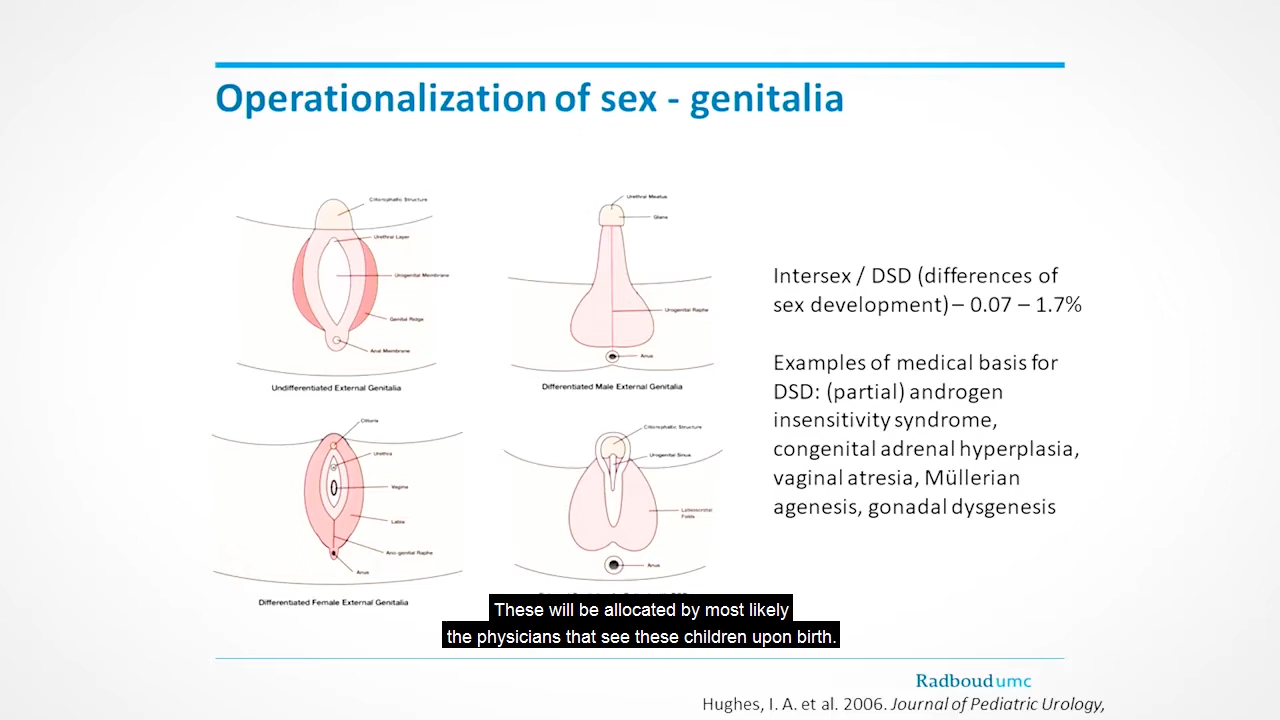 Operationalization of sex - genitalia
Clitorophallic Structure
Urethral Layer
Urogenital Membrane
Genital Ridge
Anal Membrane
Undifferentiated External Genitalia
Urethral Meatus
Glans
Urogenital Raphe
Anus
Differentiated Male External Genitalia
Clitoris
Urethra
Vagina
Labia
Ano-genital Raphe
Anus
Differentiated Female External Genitalia
Clitorophallic Structure
Urogenital Sinus
Labioscrotal
Folds
Anus
Intersex / DSD (differences of
sex development) – 0.07 – 1.7%
Examples of medical basis for
DSD: (partial) androgen
insensitivity syndrome,
congenital adrenal hyperplasia,
vaginal atresia, Müllerian
agenesis, gonadal dysgenesis
These will be allocated by most likely
the physicians that see these children upon birth.
Radboudumc
Hughes, I. A. et al. 2006. Journal of Pediatric Urology,